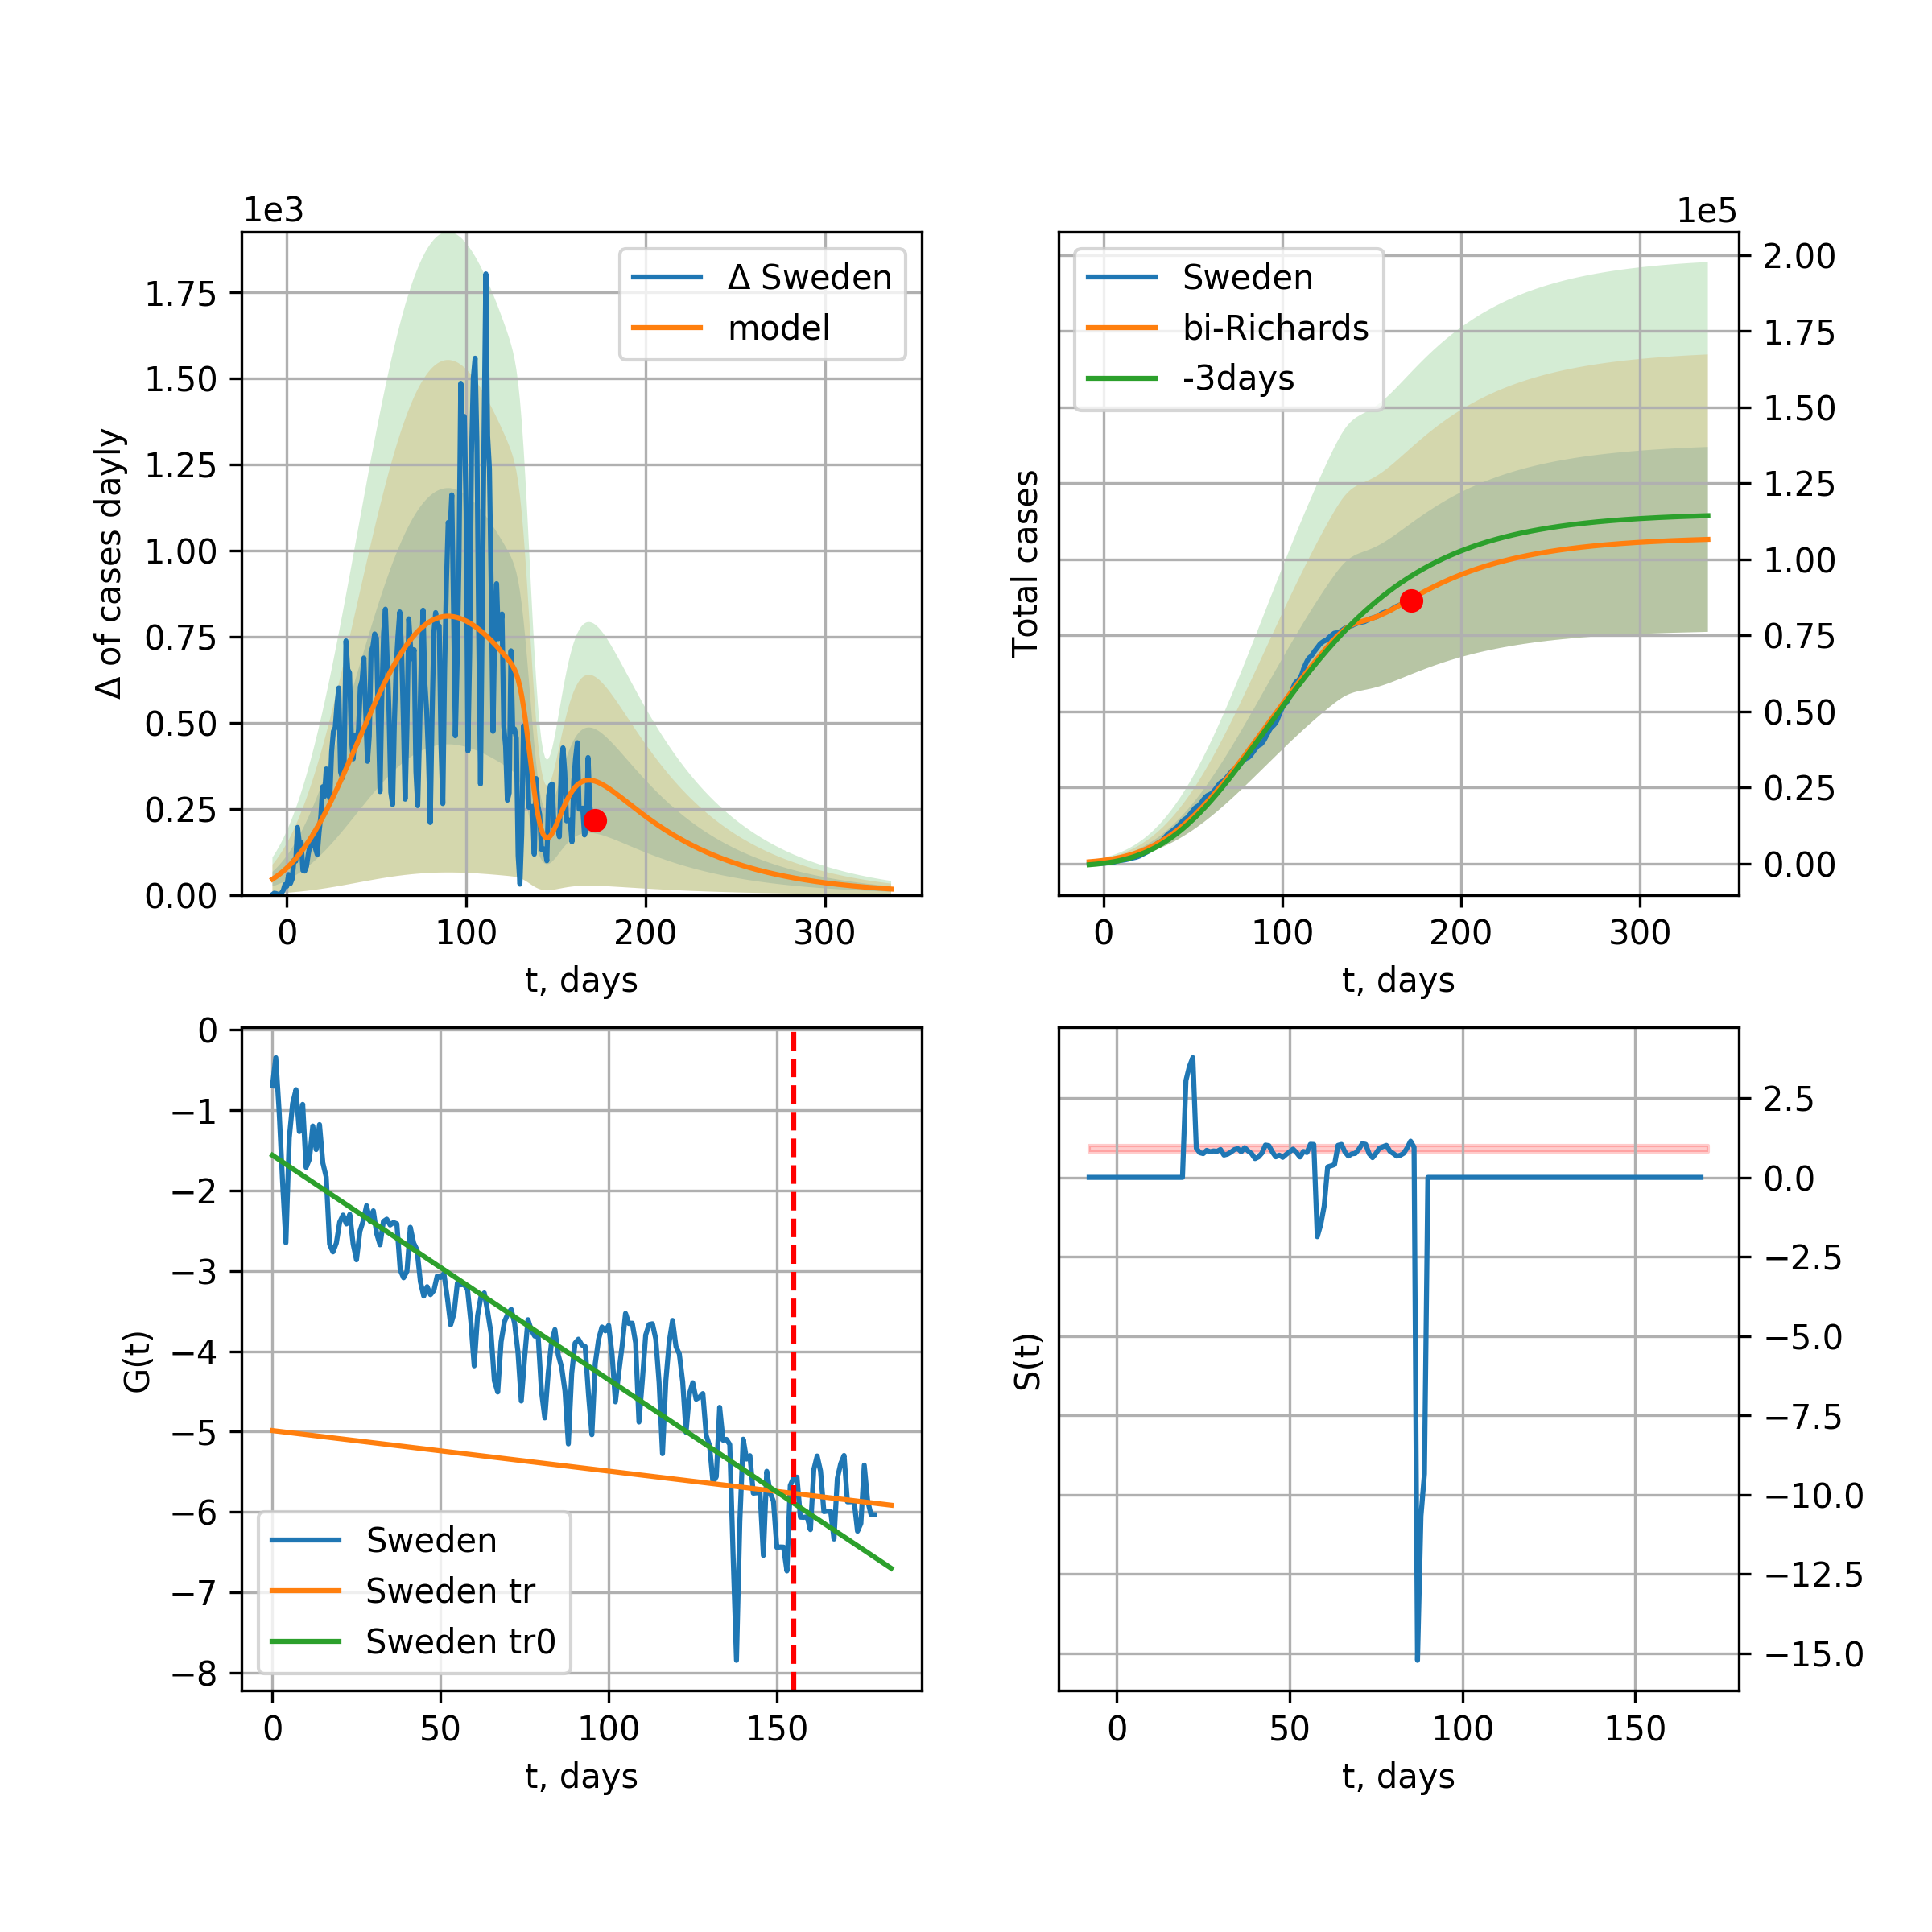 1e3
Δ of cases dayly
1.75
1.50
1.25
1.00
0.75
0.50
0.25
0.00
0 100 200 300
t, days
Δ Sweden
model
1e5
Total cases
2.00
1.75
1.50
1.25
1.00
0.75
0.50
0.25
0.00
0 100 200 300
t, days
Sweden
bi-Richards
-3days
G(t)
0
−1
−2
−3
−4
−5
−6
−7
−8
0 50 100 150
t, days
Sweden
Sweden tr
Sweden tr0
S(t)
2.5
0.0
−2.5
−5.0
−7.5
−10.0
−12.5
−15.0
0 50 100 150
t, days